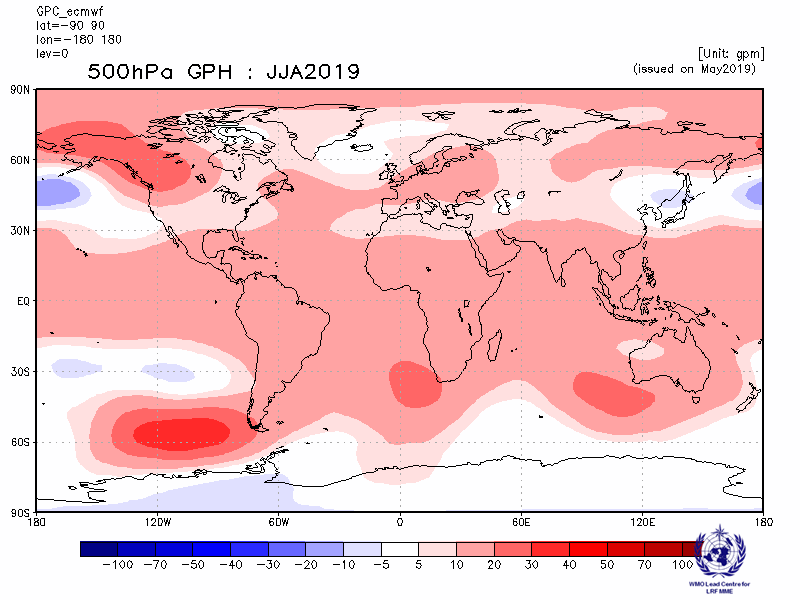 GPC_ecmwf
lat=-90 90
lon=-180 180
lev=0
[Unit: gpm]
500hPa GPH : JJA2019
(issued on May2019)
90N
60N
30N
EQ
30S
60S
90S
180 120W 60W 0 60E 120E 180
-100 -70 -50 -40 -30 -20 -10 -5 5 10 20 30 40 50 70 100
WMO Lead Centre for
LRF MME